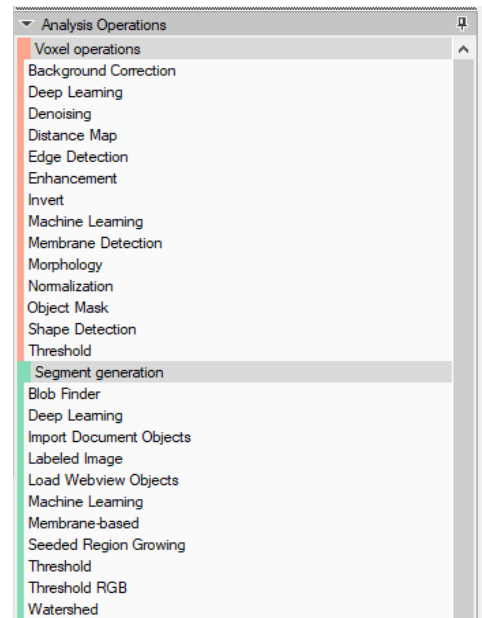 Analysis Operations
Voxel operations
Background Correction
Deep Learning
Denoising
Distance Map
Edge Detection
Enhancement
Invert
Machine Learning
Membrane Detection
Morphology
Normalization
Object Mask
Shape Detection
Threshold
Segment generation
Blob Finder
Deep Learning
Import Document Objects
Labeled Image
Load Webview Objects
Machine Learning
Membrane-based
Seeded Region Growing
Threshold
Threshold RGB
Watershed